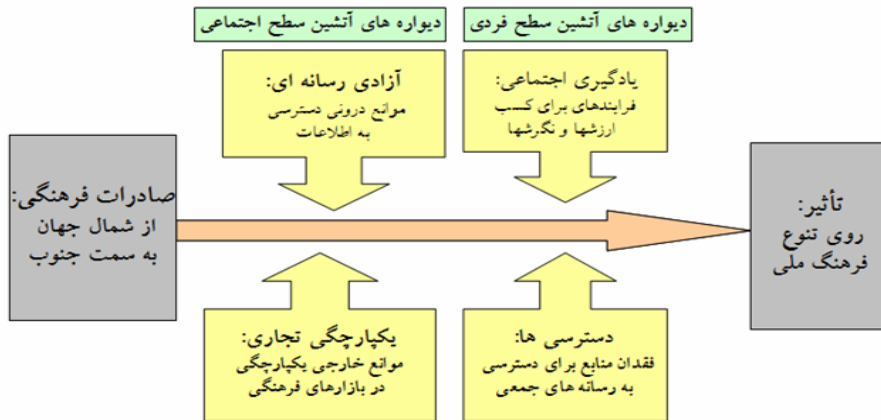 دیواره های آتشین سطح فردی
دیواره های آتشین سطح اجتماعی
یادگیری اجتماعی:
فرایندهای برای کسب
ارزشها و نگرشها
آزادی رسانه ای:
موانع درونی دسترسی
به اطلاعات
صادرات فرهنگی:
از شمال جهان
به سمت جنوب
تأثیر:
روی تنوع
فرهنگ ملی
دسترسی ها:
فقدان منابع برای دسترسی
به رسانه های جمعی
یکپارچگی تجاری:
موانع خارجی یکپارچگی
در بازارهای فرهنگی